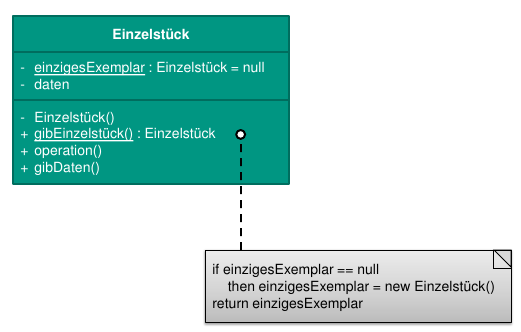 Einzelstück
- einzigesExemplar : Einzelstück = null
- daten
- Einzelstück()
+ gibEinzelstück() : Einzelstück
+ operation()
+ gibDaten()
if einzigesExemplar == null
then einzigesExemplar = new Einzelstück()
return einzigesExemplar